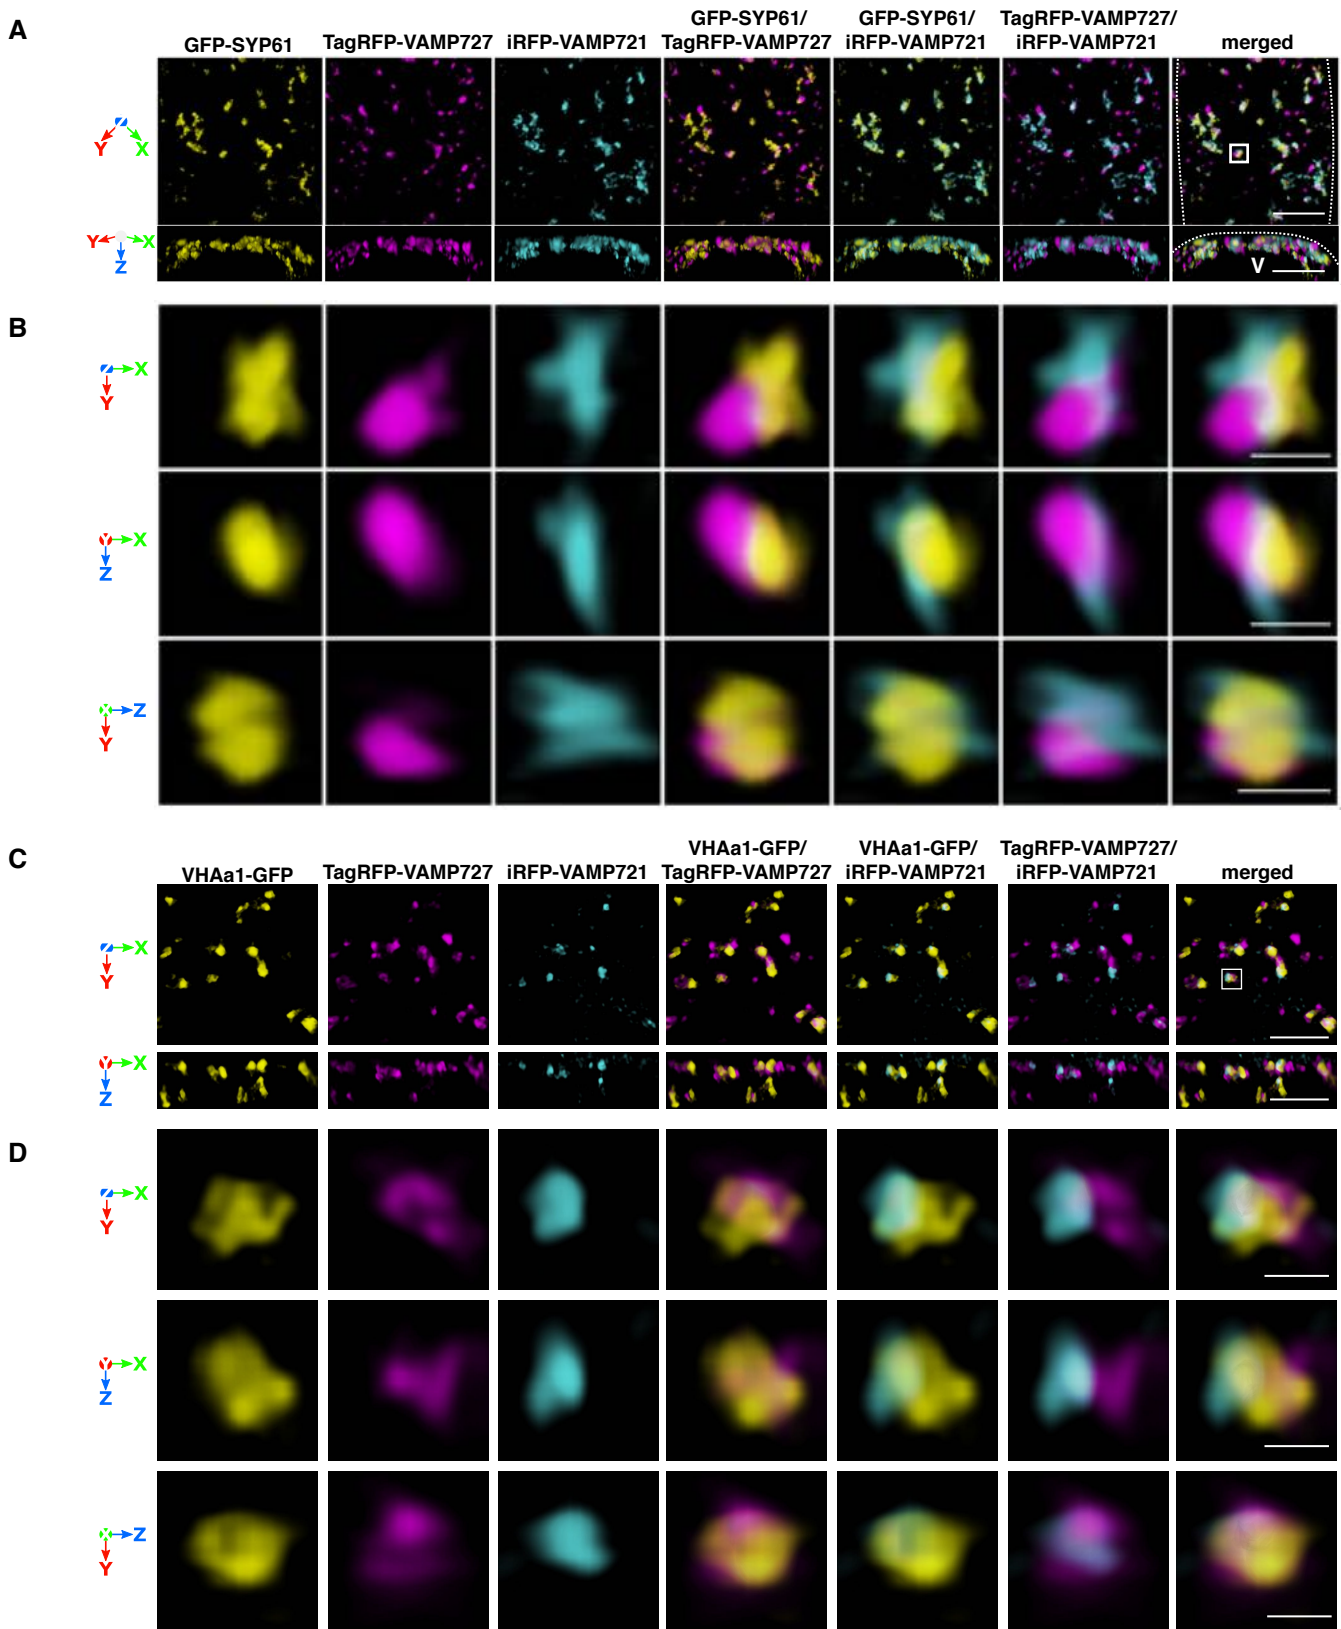 A
GFP-SYP61
TagRFP-VAMP727
iRFP-VAMP721
GFP-SYP61/
TagRFP-VAMP727
GFP-SYP61/
iRFP-VAMP721
TagRFP-VAMP727/
iRFP-VAMP721
merged
Y
X
Y
X
Z
V
B
X
Y
X
Z
Z
Y
C
VHAa1-GFP
TagRFP-VAMP727
iRFP-VAMP721
VHAa1-GFP/
TagRFP-VAMP727
VHAa1-GFP/
iRFP-VAMP721
TagRFP-VAMP727/
iRFP-VAMP721
merged
X
Y
X
Z
D
X
Y
X
Z
Z
Y